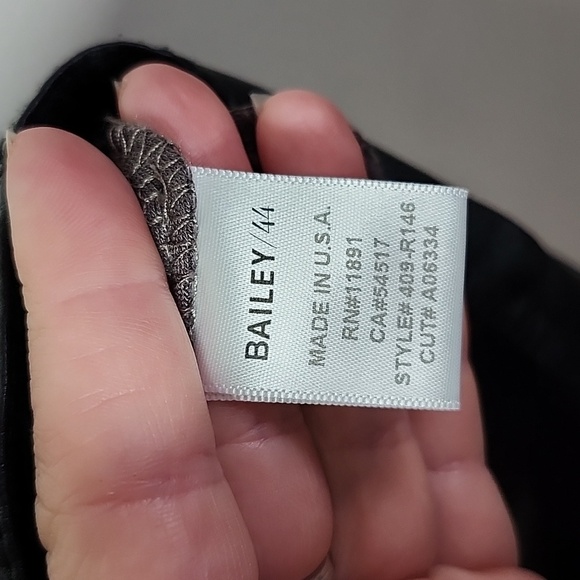 BAILEY/44
MADE IN U.S.A.
RN#11891
CA#54517
STYLE# 409-R146
CUT# A06334